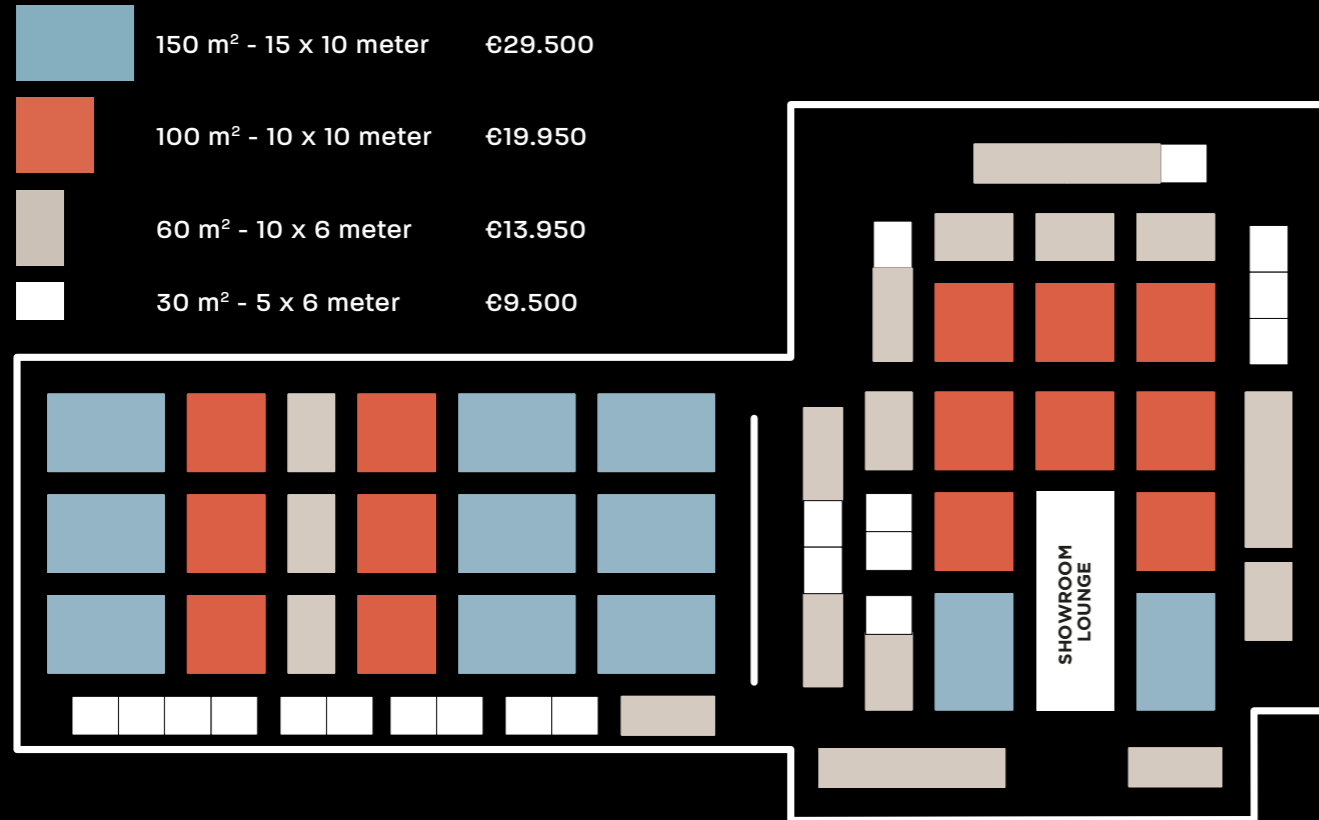 150 m² - 15 x 10 meter €29.500
100 m² - 10 x 10 meter €19.950
60 m² - 10 x 6 meter €13.950
30 m² - 5 x 6 meter €9.500
SHOWROOM
LOUNGE